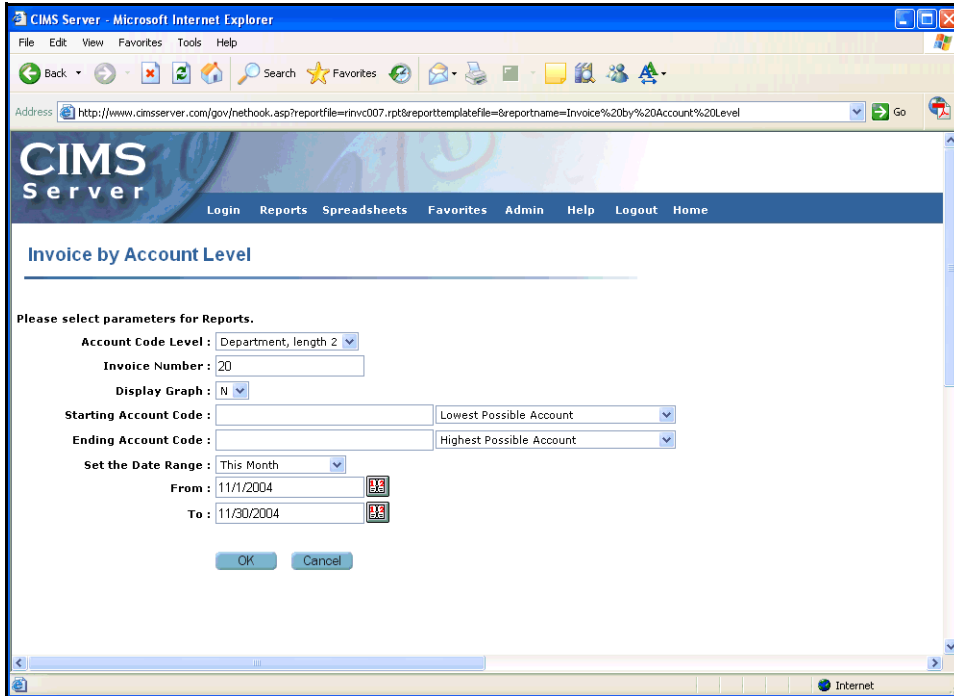 CIMS Server - Microsoft Internet Explorer
File Edit View Favorites Tools Help
Back Search Favorites
Address http://www.cimsserver.com/gov/nethook.asp?reportfile=rinvc007.rpt&reporttemplatefile=&reportname=Invoice%20by%20Account%20Level Go
CIMS
Server
Login Reports Spreadsheets Favorites Admin Help Logout Home
Invoice by Account Level
Please select parameters for Reports.
Account Code Level : Department, length 2
Invoice Number : 20
Display Graph : N
Starting Account Code : Lowest Possible Account
Ending Account Code : Highest Possible Account
Set the Date Range : This Month
From : 11/1/2004
To : 11/30/2004
OK Cancel
Internet